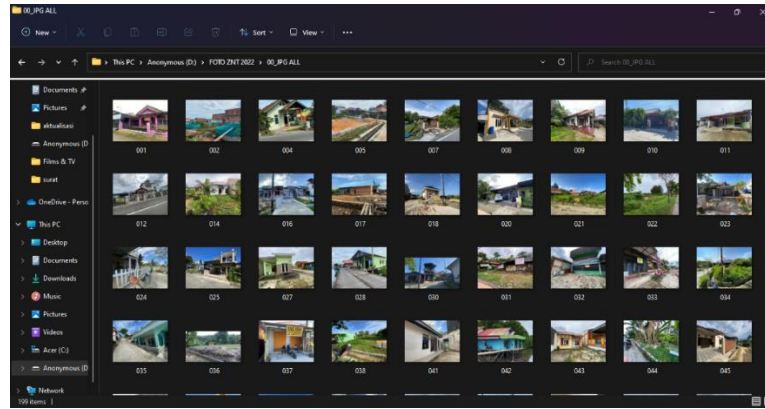 00_JPG ALL
New
Sort
View
This PC > Anonymous (D:) > FOTO ZNT 2022 > 00_JPG ALL
Search 00_JPG ALL
Documents
Pictures
aktualisasi
Anonymous (D
Films & TV
surat
OneDrive - Perso
This PC
Desktop
Documents
Downloads
Music
Pictures
Videos
Acer (C:)
Anonymous (D
Network
001 002 004 005 007 008 009 010 011
012 014 016 017 018 020 021 022 023
024 025 027 028 030 031 032 033 034
035 036 037 038 041 042 043 044 045
199 items